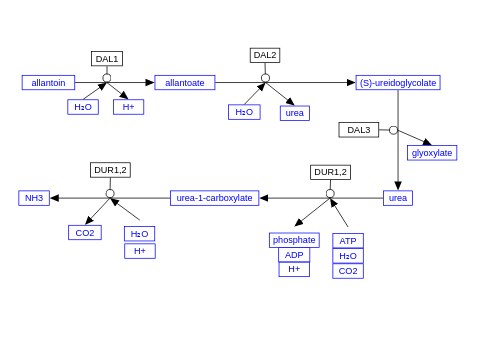 DAL1
DAL2
allantoin
allantoate
(S)-ureidoglycolate
H₂O
H+
H₂O
urea
DAL3
glyoxylate
DUR1,2
DUR1,2
NH3
urea-1-carboxylate
urea
CO2
H₂O
H+
phosphate
ADP
H+
ATP
H₂O
CO2